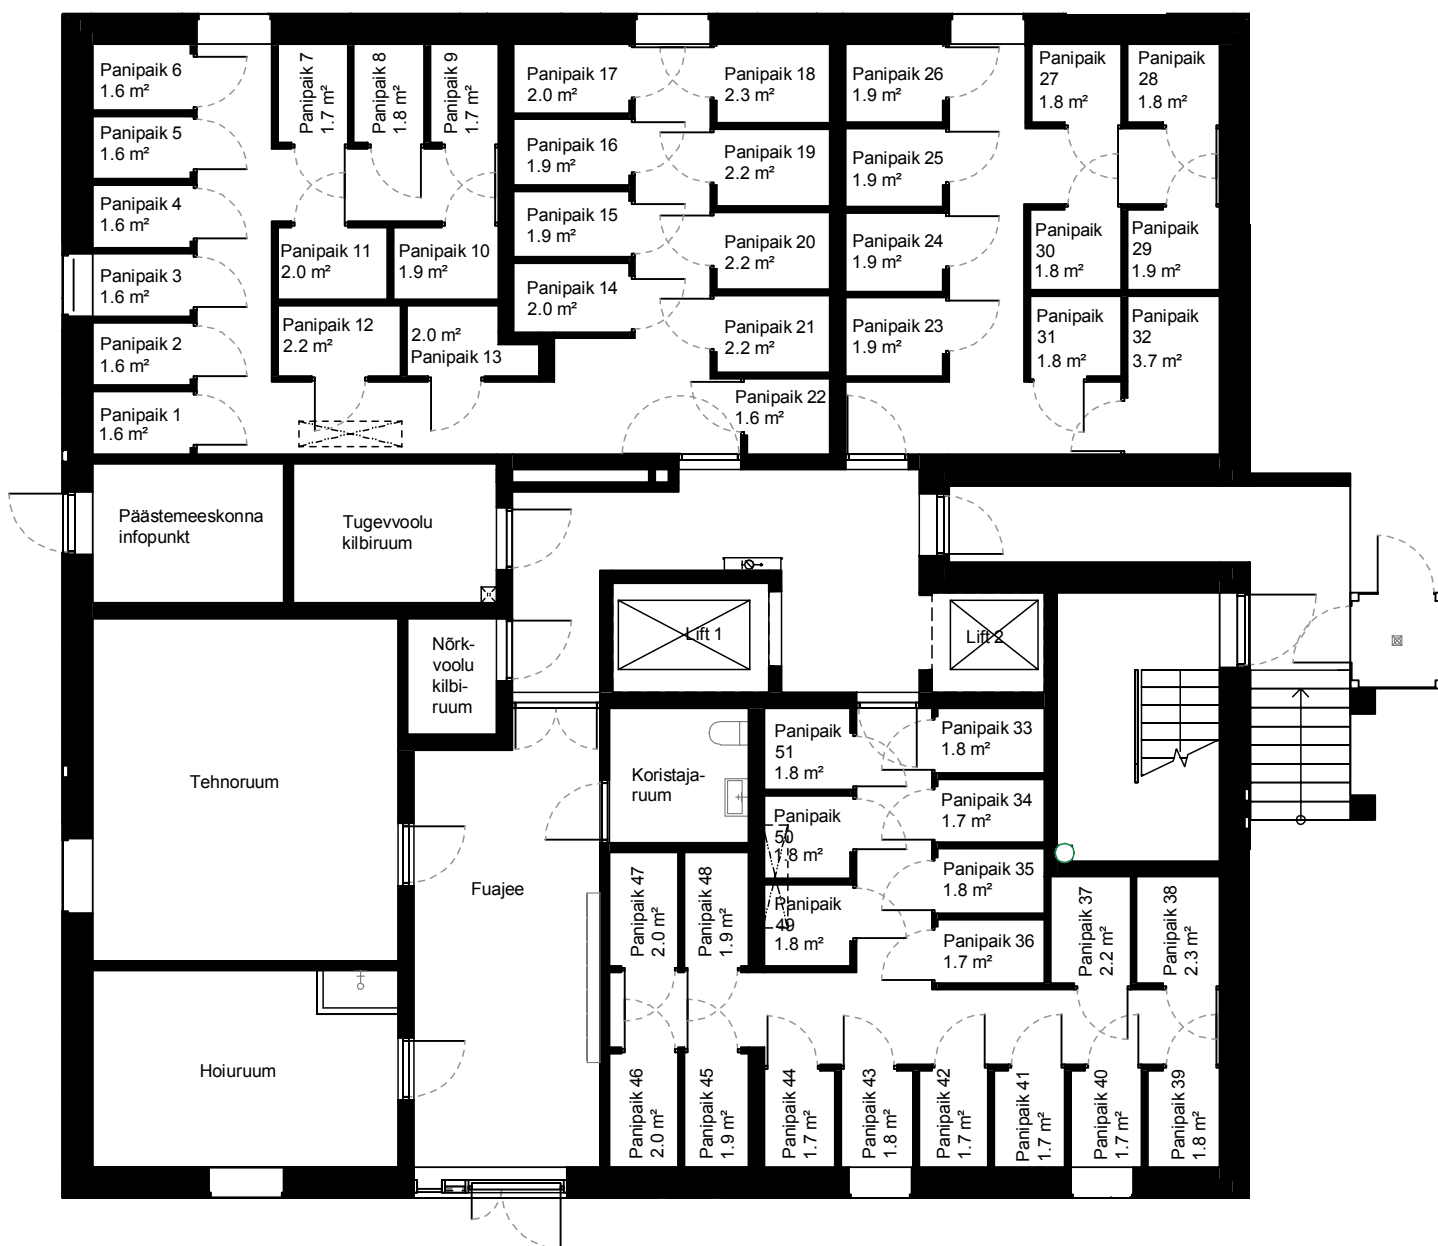 Panipaik 6
1.6 m²
Panipaik 5
1.6 m²
Panipaik 4
1.6 m²
Panipaik 3
1.6 m²
Panipaik 2
1.6 m²
Panipaik 1
1.6 m²
Panipaik 7
1.7 m²
Panipaik 8
1.8 m²
Panipaik 9
1.7 m²
Panipaik 11
2.0 m²
Panipaik 10
1.9 m²
Panipaik 12
2.2 m²
2.0 m²
Panipaik 13
Panipaik 17
2.0 m²
Panipaik 16
1.9 m²
Panipaik 15
1.9 m²
Panipaik 14
2.0 m²
Panipaik 18
2.3 m²
Panipaik 19
2.2 m²
Panipaik 20
2.2 m²
Panipaik 21
2.2 m²
Panipaik 22
1.6 m²
Panipaik 26
1.9 m²
Panipaik 25
1.9 m²
Panipaik 24
1.9 m²
Panipaik 23
1.9 m²
Panipaik
27
1.8 m²
Panipaik
28
1.8 m²
Panipaik
30
1.8 m²
Panipaik
29
1.9 m²
Panipaik
31
1.8 m²
Panipaik
32
3.7 m²
Päästemeeskonna
infopunkt
Tugevvoolu
kilbiruum
Nõrk-
voolu
kilbi-
ruum
Lift 1
Lift 2
Tehnoruum
Fuajee
Koristaja-
ruum
Hoiuruum
Panipaik
51
1.8 m²
Panipaik
50
1.8 m²
Panipaik
49
1.8 m²
Panipaik 33
1.8 m²
Panipaik 34
1.7 m²
Panipaik 35
1.8 m²
Panipaik 36
1.7 m²
Panipaik 47
2.0 m²
Panipaik 48
1.9 m²
Panipaik 37
2.2 m²
Panipaik 38
2.3 m²
Panipaik 46
2.0 m²
Panipaik 45
1.9 m²
Panipaik 44
1.7 m²
Panipaik 43
1.8 m²
Panipaik 42
1.7 m²
Panipaik 41
1.7 m²
Panipaik 40
1.7 m²
Panipaik 39
1.8 m²